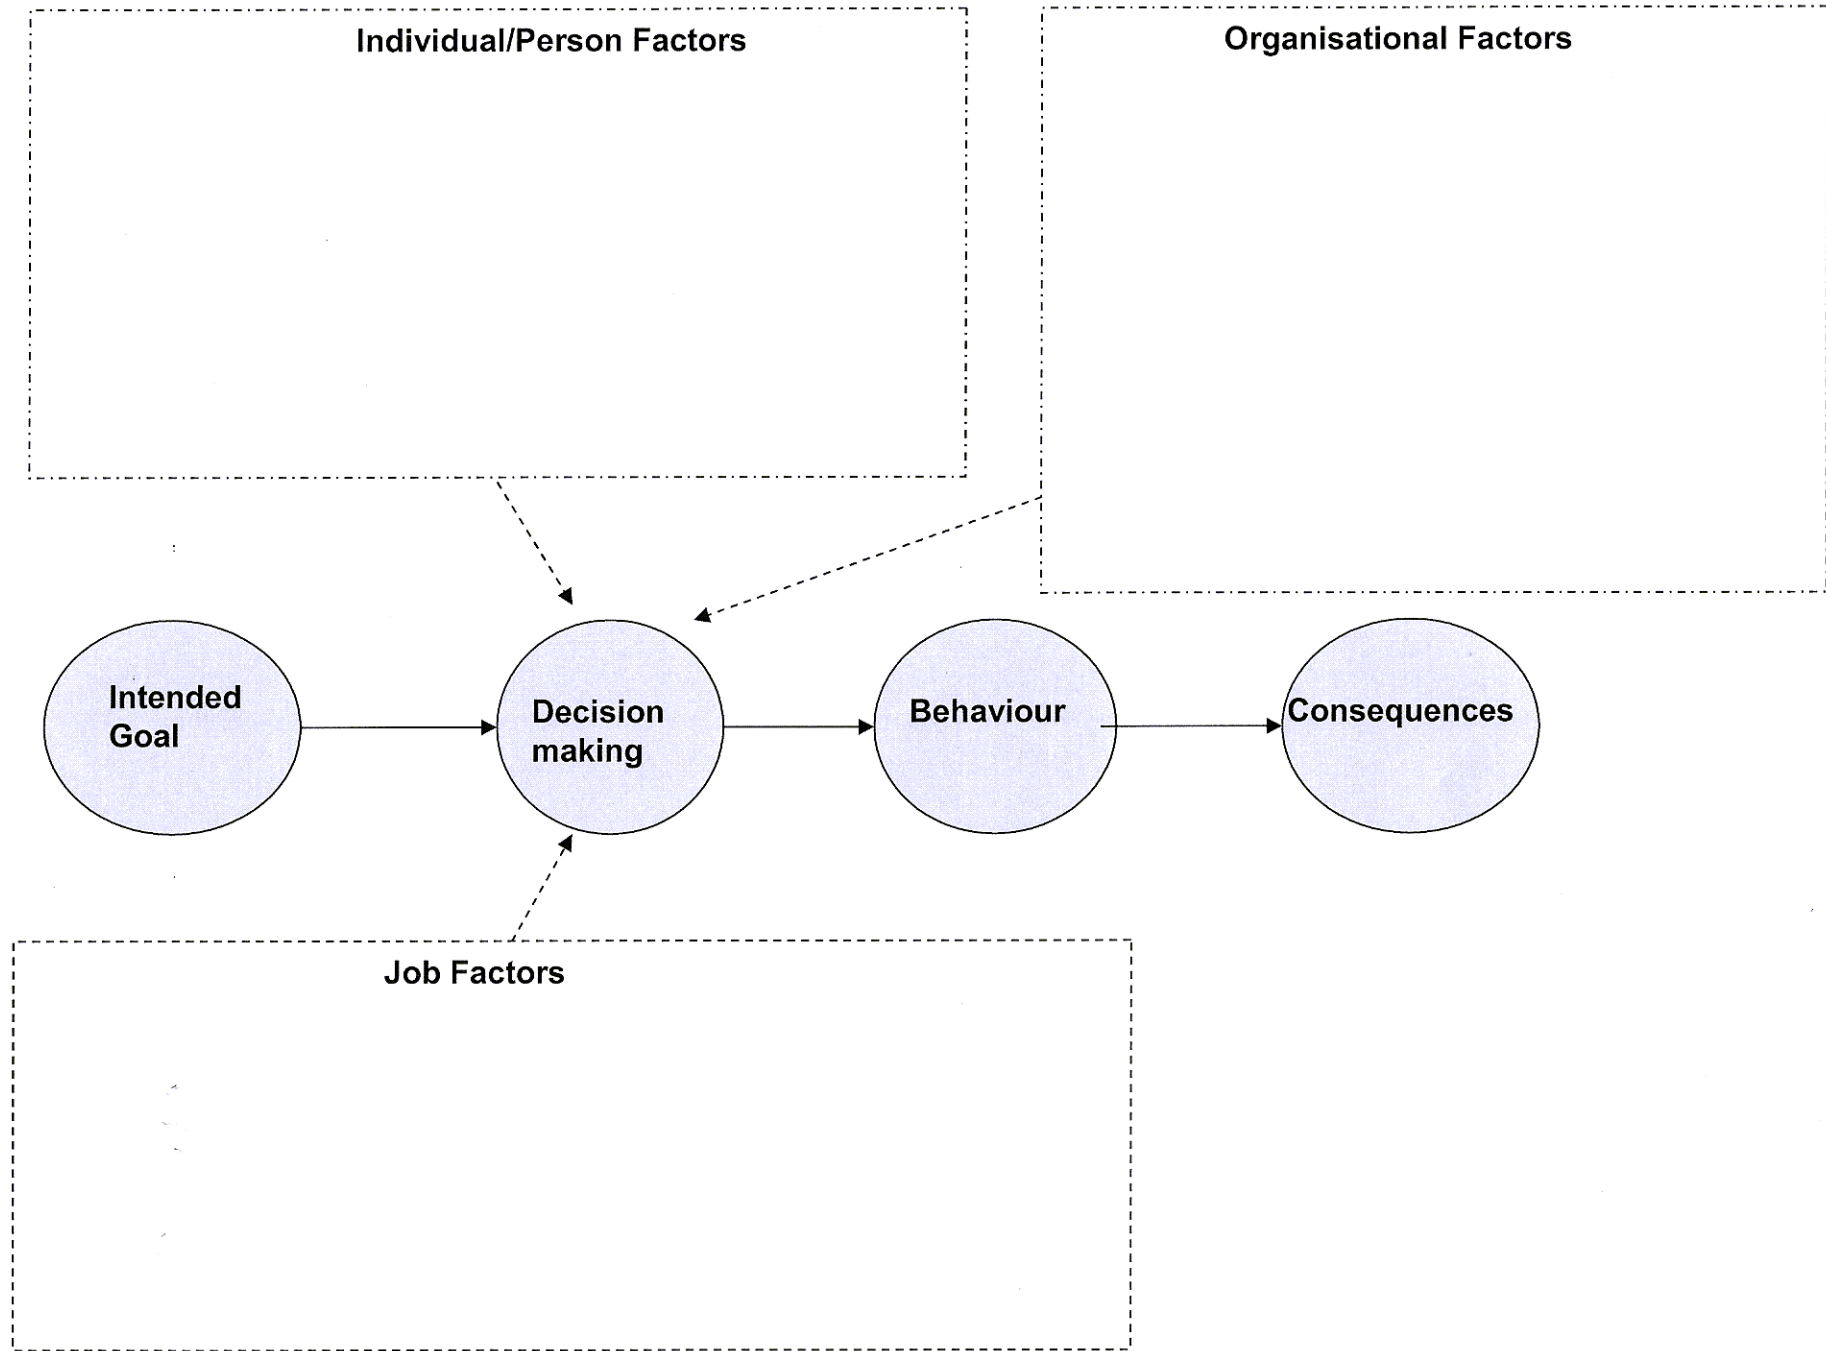 Individual/Person Factors
Organisational Factors
Intended
Goal
Decision
making
Behaviour
Consequences
Job Factors